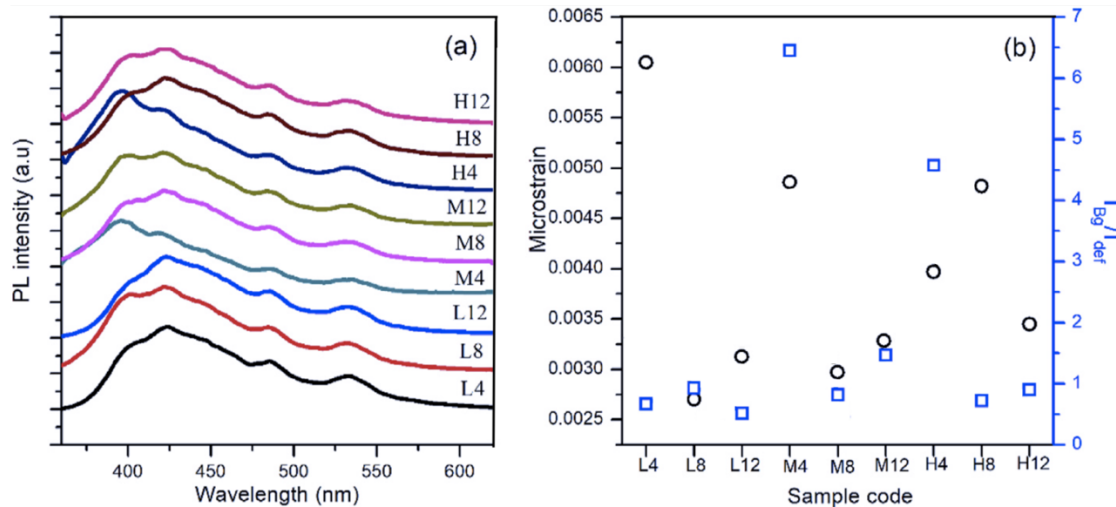 (a)
H12
H8
H4
M12
M8
M4
L12
L8
L4
PL intensity (a.u)
400 450 500 550 600
Wavelength (nm)
(b)
0.0065
0.0060
0.0055
0.0050
0.0045
0.0040
0.0035
0.0030
0.0025
Microstrain
7
6
5
4
3
2
1
0
I_Bg/I_def
L4 L8 L12 M4 M8 M12 H4 H8 H12
Sample code